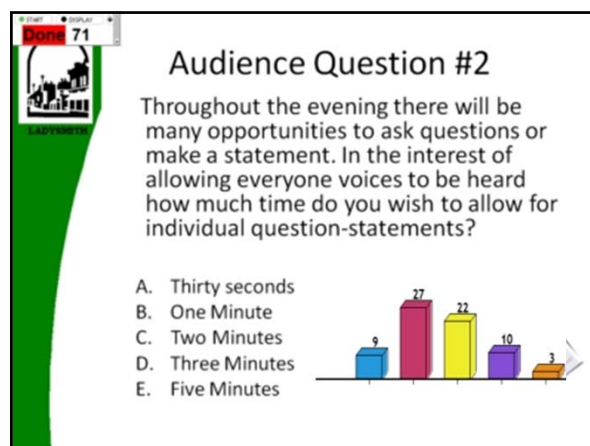 START DISPLAY
Done 71
LADYSMITH
Audience Question #2
Throughout the evening there will be
many opportunities to ask questions or
make a statement. In the interest of
allowing everyone voices to be heard
how much time do you wish to allow for
individual question-statements?
A. Thirty seconds
B. One Minute
C. Two Minutes
D. Three Minutes
E. Five Minutes
9 27 22 10 3